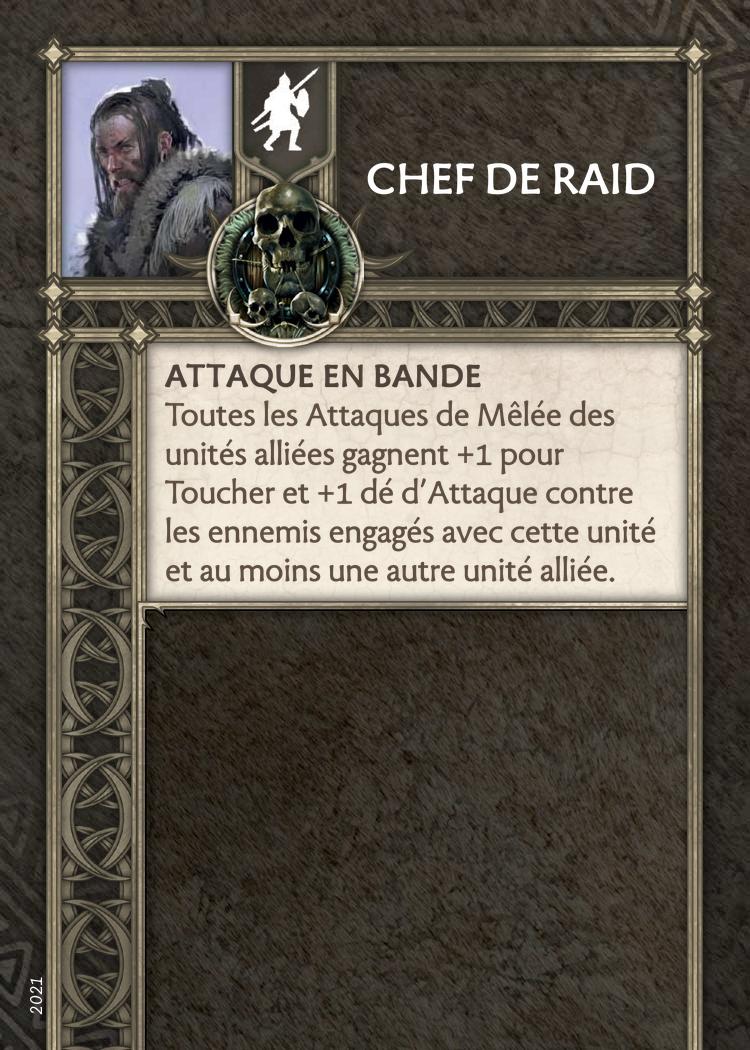 CHEF DE RAID
ATTAQUE EN BANDE
Toutes les Attaques de Mêlée des
unités alliées gagnent +1 pour
Toucher et +1 dé d'Attaque contre
les ennemis engagés avec cette unité
et au moins une autre unité alliée.
2021